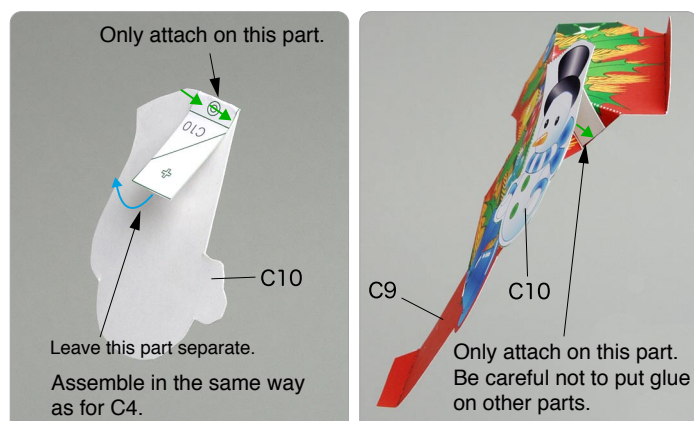 Only attach on this part.
C10
C10
Leave this part separate.
Assemble in the same way
as for C4.
C9
C10
Only attach on this part.
Be careful not to put glue
on other parts.